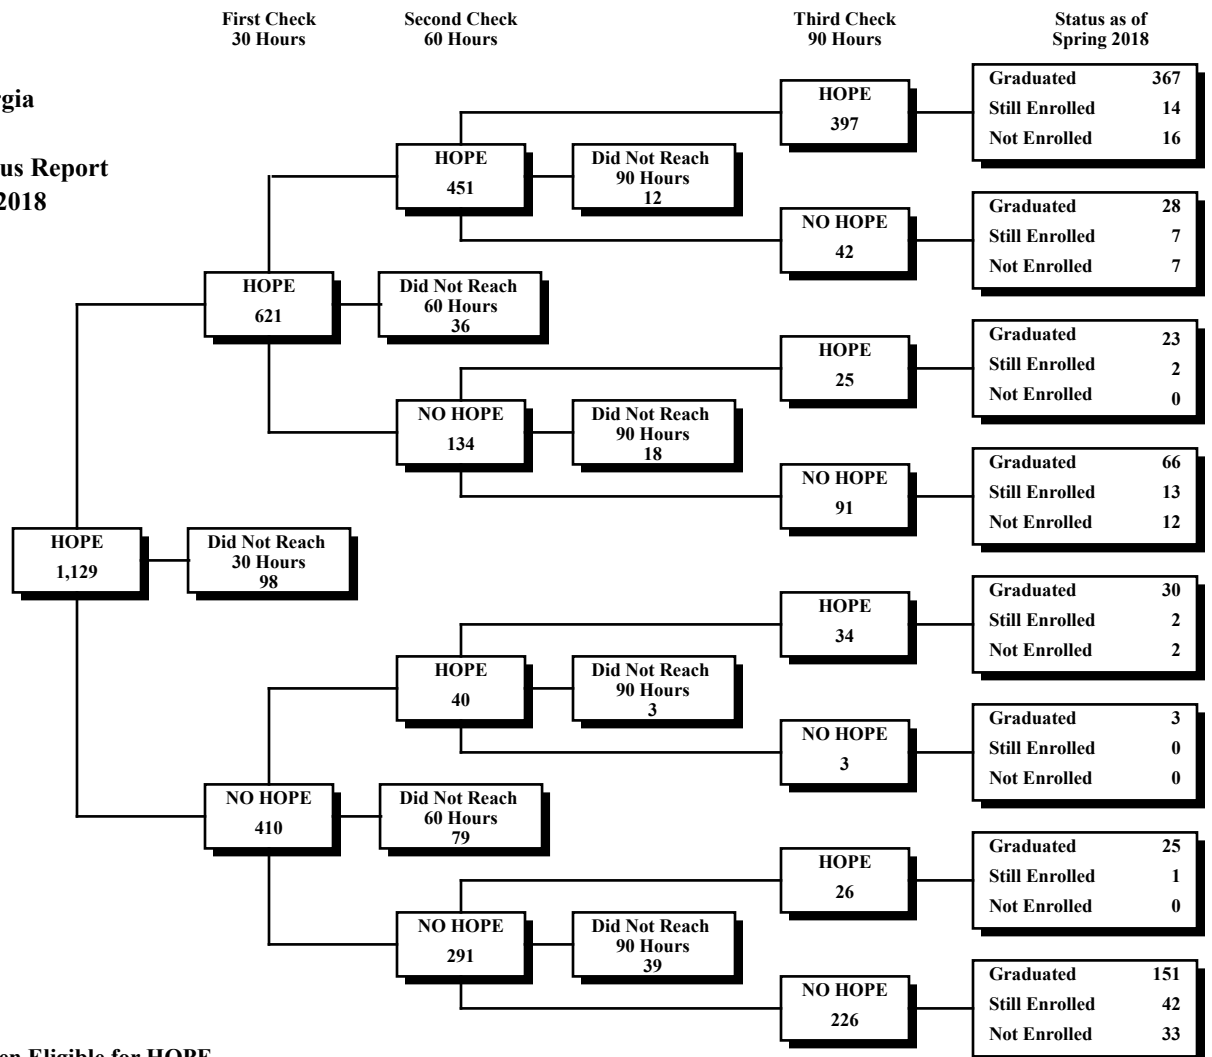 First Check
30 Hours
Second Check
60 Hours
Third Check
90 Hours
Status as of
Spring 2018
rgia
us Report
2018
HOPE
1,129
Did Not Reach
30 Hours
98
HOPE
621
Did Not Reach
60 Hours
36
NO HOPE
410
Did Not Reach
60 Hours
79
HOPE
451
Did Not Reach
90 Hours
12
NO HOPE
134
Did Not Reach
90 Hours
18
HOPE
40
Did Not Reach
90 Hours
3
NO HOPE
291
Did Not Reach
90 Hours
39
HOPE
397
Graduated 367
Still Enrolled 14
Not Enrolled 16
NO HOPE
42
Graduated 28
Still Enrolled 7
Not Enrolled 7
HOPE
25
Graduated 23
Still Enrolled 2
Not Enrolled 0
NO HOPE
91
Graduated 66
Still Enrolled 13
Not Enrolled 12
HOPE
34
Graduated 30
Still Enrolled 2
Not Enrolled 2
NO HOPE
3
Graduated 3
Still Enrolled 0
Not Enrolled 0
HOPE
26
Graduated 25
Still Enrolled 1
Not Enrolled 0
NO HOPE
226
Graduated 151
Still Enrolled 42
Not Enrolled 33
en Eligible for HOPE